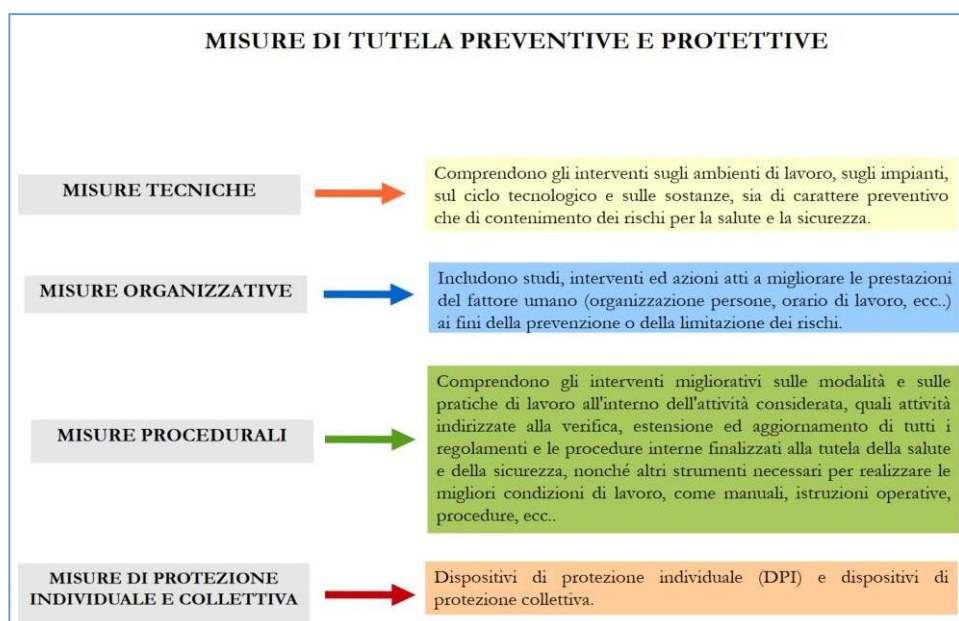 MISURE DI TUTELA PREVENTIVE E PROTETTIVE
MISURE TECNICHE
Comprendono gli interventi sugli ambienti di lavoro, sugli impianti,
sul ciclo tecnologico e sulle sostanze, sia di carattere preventivo
che di contenimento dei rischi per la salute e la sicurezza.
MISURE ORGANIZZATIVE
Includono studi, interventi ed azioni atti a migliorare le prestazioni
del fattore umano (organizzazione persone, orario di lavoro, ecc..)
ai fini della prevenzione o della limitazione dei rischi.
MISURE PROCEDURALI
Comprendono gli interventi migliorativi sulle modalità e sulle
pratiche di lavoro all'interno dell'attività considerata, quali attività
indirizzate alla verifica, estensione ed aggiornamento di tutti i
regolamenti e le procedure interne finalizzati alla tutela della salute
e della sicurezza, nonché altri strumenti necessari per realizzare le
migliori condizioni di lavoro, come manuali, istruzioni operative,
procedure, ecc..
MISURE DI PROTEZIONE
INDIVIDUALE E COLLETTIVA
Dispositivi di protezione individuale (DPI) e dispositivi di
protezione collettiva.